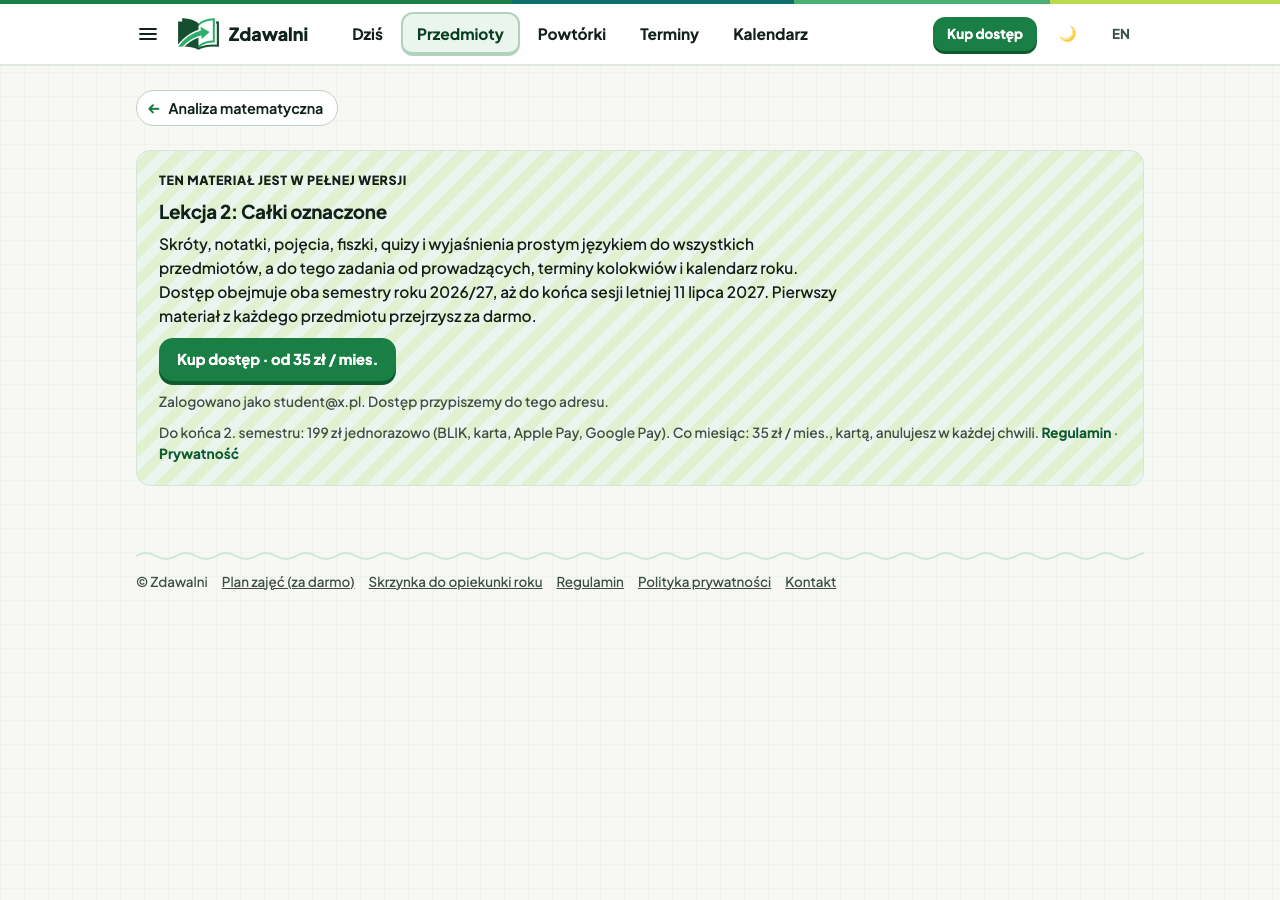 Zdawalni
Dziś
Przedmioty
Powtórki
Terminy
Kalendarz
Kup dostęp
EN
← Analiza matematyczna
TEN MATERIAŁ JEST W PEŁNEJ WERSJI
Lekcja 2: Całki oznaczone
Skróty, notatki, pojęcia, fiszki, quizy i wyjaśnienia prostym językiem do wszystkich
przedmiotów, a do tego zadania od prowadzących, terminy kolokwiów i kalendarz roku.
Dostęp obejmuje oba semestry roku 2026/27, aż do końca sesji letniej 11 lipca 2027. Pierwszy
materiał z każdego przedmiotu przejrzysz za darmo.
Kup dostęp · od 35 zł / mies.
Zalogowano jako student@x.pl. Dostęp przypiszemy do tego adresu.
Do końca 2. semestru: 199 zł jednorazowo (BLIK, karta, Apple Pay, Google Pay). Co miesiąc: 35 zł / mies., kartą, anulujesz w każdej chwili. Regulamin ·
Prywatność
© Zdawalni Plan zajęć (za darmo) Skrzynka do opiekunki roku Regulamin Polityka prywatności Kontakt